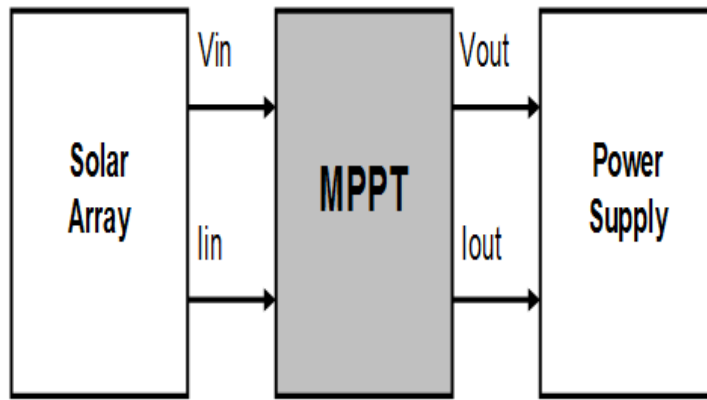 Solar
Array
Vin
Iin
MPPT
Vout
Iout
Power
Supply